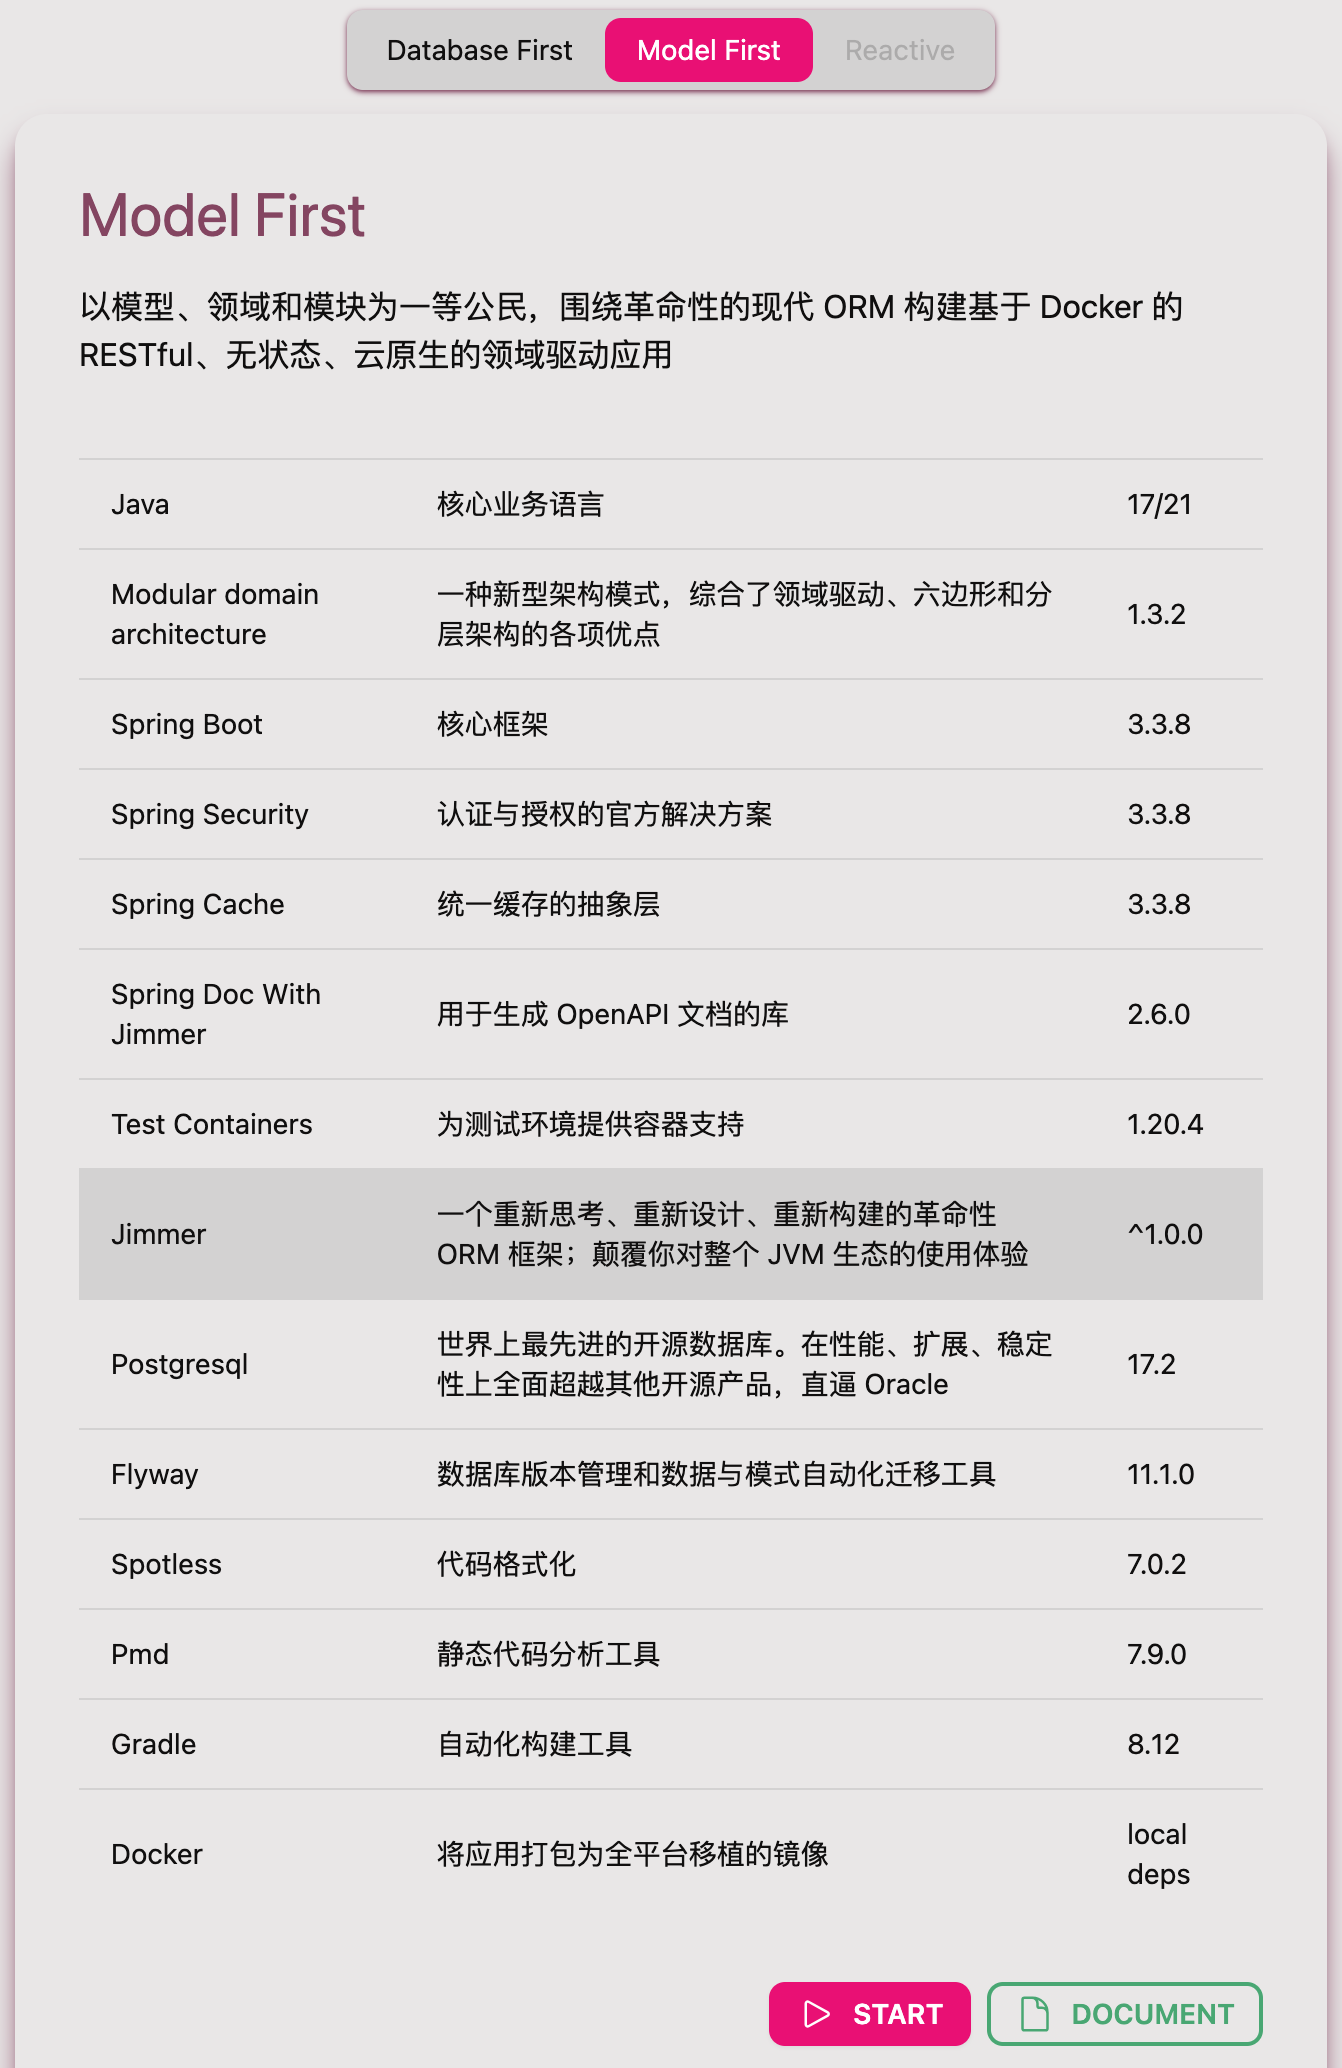 Database First
Model First
Reactive
Model First
以模型、领域和模块为一等公民，围绕革命性的现代 ORM 构建基于 Docker 的
RESTful、无状态、云原生的领域驱动应用
Java
核心业务语言
17/21
Modular domain
architecture
一种新型架构模式，综合了领域驱动、六边形和分
层架构的各项优点
1.3.2
Spring Boot
核心框架
3.3.8
Spring Security
认证与授权的官方解决方案
3.3.8
Spring Cache
统一缓存的抽象层
3.3.8
Spring Doc With
Jimmer
用于生成 OpenAPI 文档的库
2.6.0
Test Containers
为测试环境提供容器支持
1.20.4
Jimmer
一个重新思考、重新设计、重新构建的革命性
ORM 框架；颠覆你对整个 JVM 生态的使用体验
^1.0.0
Postgresql
世界上最先进的开源数据库。在性能、扩展、稳定
性上全面超越其他开源产品，直逼 Oracle
17.2
Flyway
数据库版本管理和数据与模式自动化迁移工具
11.1.0
Spotless
代码格式化
7.0.2
Pmd
静态代码分析工具
7.9.0
Gradle
自动化构建工具
8.12
Docker
将应用打包为全平台移植的镜像
local
deps
START
DOCUMENT